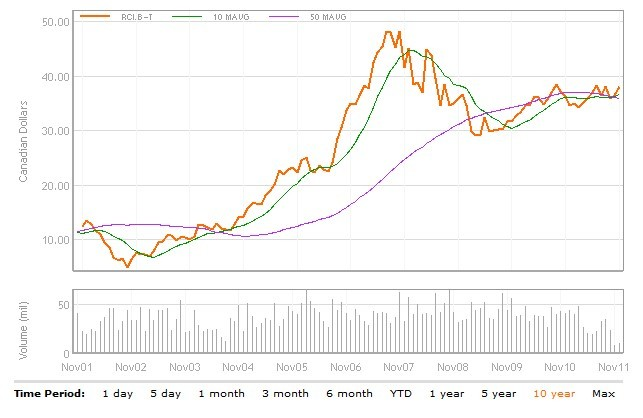 RCI.B-T 10 MAVG 50 MAVG
50.00
40.00
30.00
20.00
10.00
Canadian Dollars
50
0
Volume (mil)
Nov01 Nov02 Nov03 Nov04 Nov05 Nov06 Nov07 Nov08 Nov09 Nov10 Nov11
Time Period: 1 day 5 day 1 month 3 month 6 month YTD 1 year 5 year 10 year Max